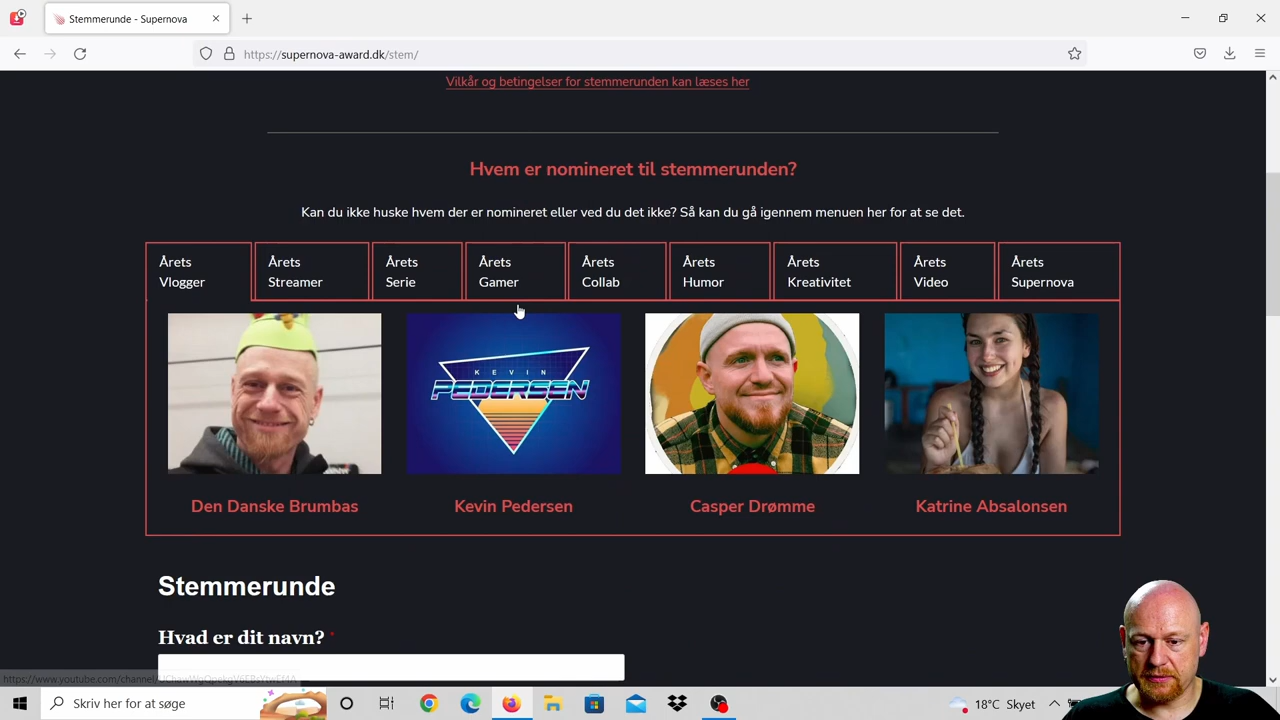 Stemmerunde - Supernova
https://supernova-award.dk/stem/
Vilkår og betingelser for stemmerunden kan læses her
Hvem er nomineret til stemmerunden?
Kan du ikke huske hvem der er nomineret eller ved du det ikke? Så kan du gå igennem menuen her for at se det.
Årets
Vlogger
Årets
Streamer
Årets
Serie
Årets
Gamer
Årets
Collab
Årets
Humor
Årets
Kreativitet
Årets
Video
Årets
Supernova
KEVIN
PEDERSEN
Den Danske Brumbas
Kevin Pedersen
Casper Drømme
Katrine Absalonsen
Stemmerunde
Hvad er dit navn? *
Skriv her for at søge
18°C Skyet